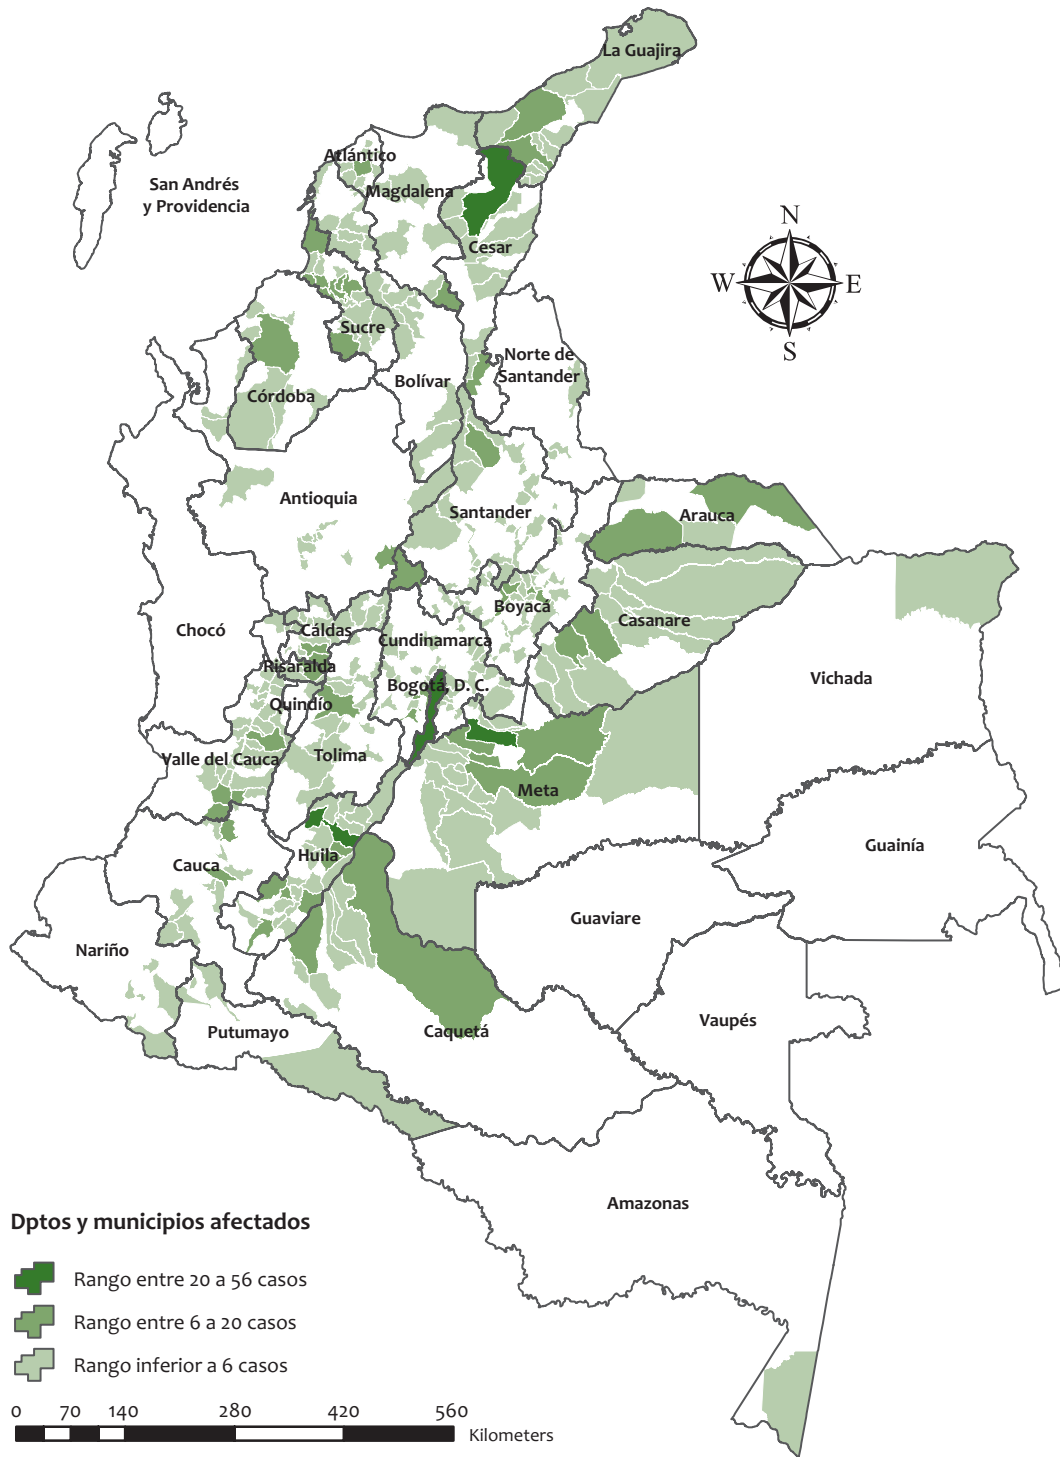 La Guajira
Atlántico
San Andrés
y Providencia
Magdalena
N
Cesar
W
E
S
Sucre
Norte de
Santander
Bolívar
Córdoba
Antioquia
Santander
Arauca
Boyacá
Casanare
Chocó
Cáldas
Cundinamarca
Risaralda
Vichada
Bogotá, D. C.
Quindío
Tolima
Valle del Cauca
Meta
Guainía
Huila
Cauca
Guaviare
Nariño
Vaupés
Putumayo
Caquetá
Amazonas
Dptos y municipios afectados
Rango entre 20 a 56 casos
Rango entre 6 a 20 casos
Rango inferior a 6 casos
0 70 140 280 420 560
Kilometers